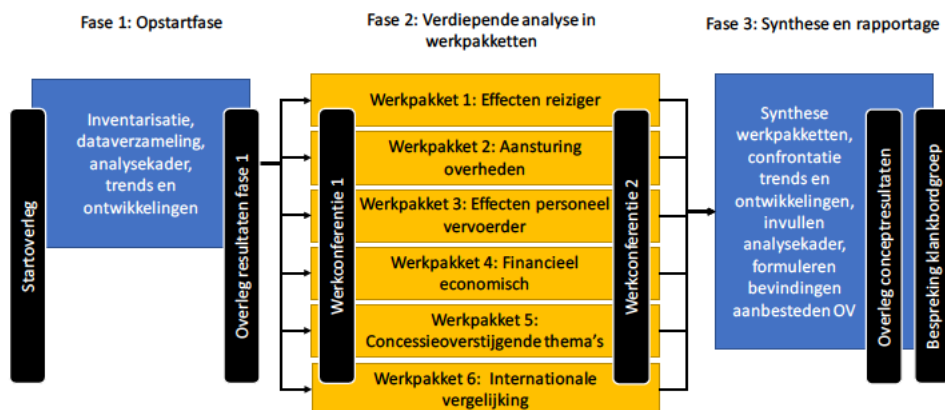 Fase 1: Opstartfase
Fase 2: Verdiepende analyse in
werkpakketten
Fase 3: Synthese en rapportage
Startoverleg
Inventarisatie,
dataverzameling,
analysekader,
trends en
ontwikkelingen
Overleg resultaten fase 1
Werkconferentie 1
Werkpakket 1: Effecten reiziger
Werkpakket 2: Aansturing
overheden
Werkpakket 3: Effecten personeel
vervoerder
Werkpakket 4: Financieel
economisch
Werkpakket 5:
Concessieoverstijgende thema's
Werkpakket 6: Internationale
vergelijking
Werkconferentie 2
Synthese
werkpakketten,
confrontatie
trends en
ontwikkelingen,
invullen
analysekader,
formuleren
bevindingen
aanbesteden OV
Overleg conceptresultaten
Bespreking klankbordgroep